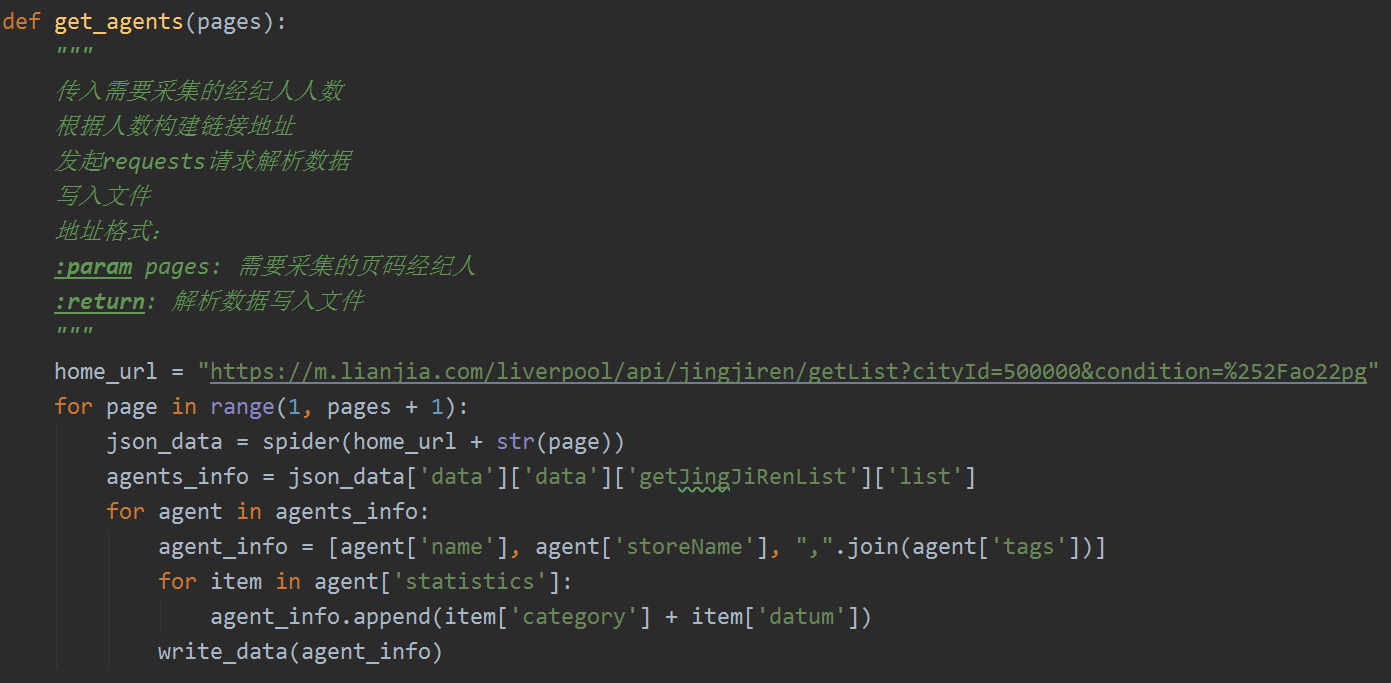 def get_agents(pages):
"""
传入需要采集的经纪人人数
根据人数构建链接地址
发起requests请求解析数据
写入文件
地址格式：
:param pages: 需要采集的页码经纪人
:return: 解析数据写入文件
"""
home_url = "https://m.lianjia.com/liverpool/api/jingjiren/getList?cityId=500000&condition=%252Fao22pg"
for page in range(1, pages + 1):
json_data = spider(home_url + str(page))
agents_info = json_data['data']['data']['getJingJiRenList']['list']
for agent in agents_info:
agent_info = [agent['name'], agent['storeName'], ",".join(agent['tags'])]
for item in agent['statistics']:
agent_info.append(item['category'] + item['datum'])
write_data(agent_info)